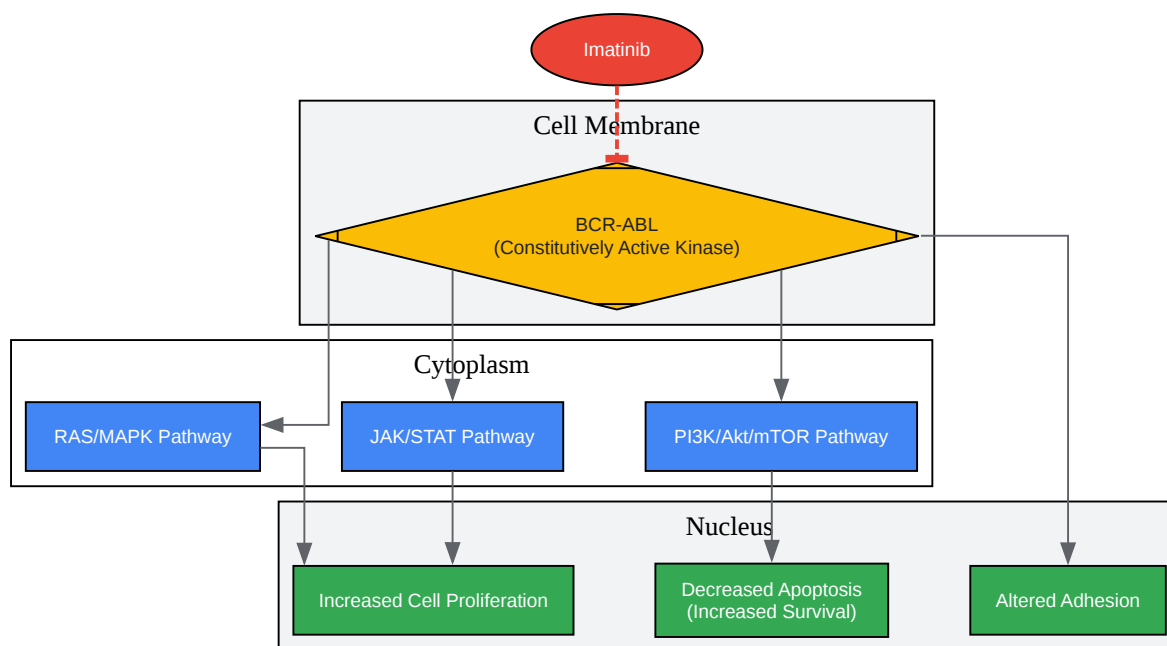 Imatinib
Cell Membrane
BCR-ABL
(Constitutively Active Kinase)
Cytoplasm
RAS/MAPK Pathway
JAK/STAT Pathway
PI3K/Akt/mTOR Pathway
Nucleus
Increased Cell Proliferation
Decreased Apoptosis
(Increased Survival)
Altered Adhesion